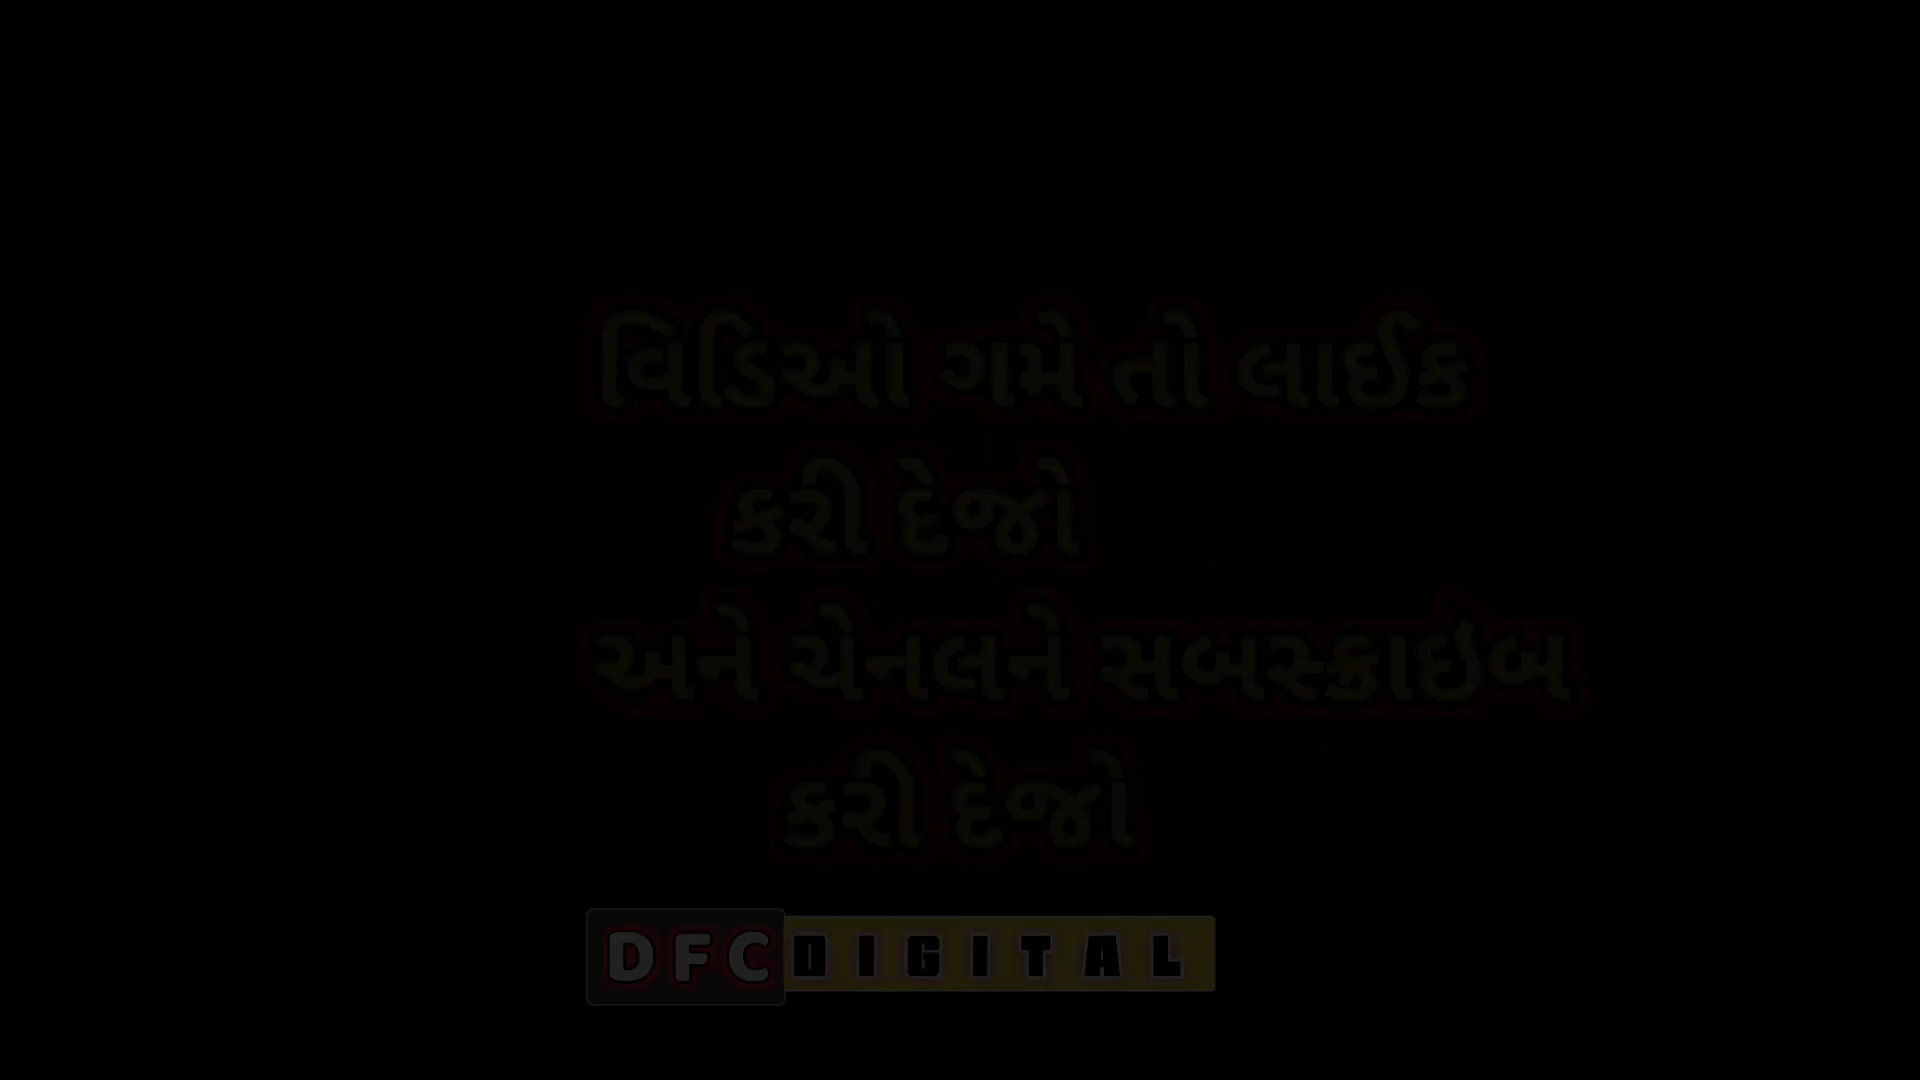 વિડિઓ ગમે તો લાઈક
કરી દેજો
અને ચેનલને સબસ્ક્રાઇબ
કરી દેજો
DFC DIGITAL